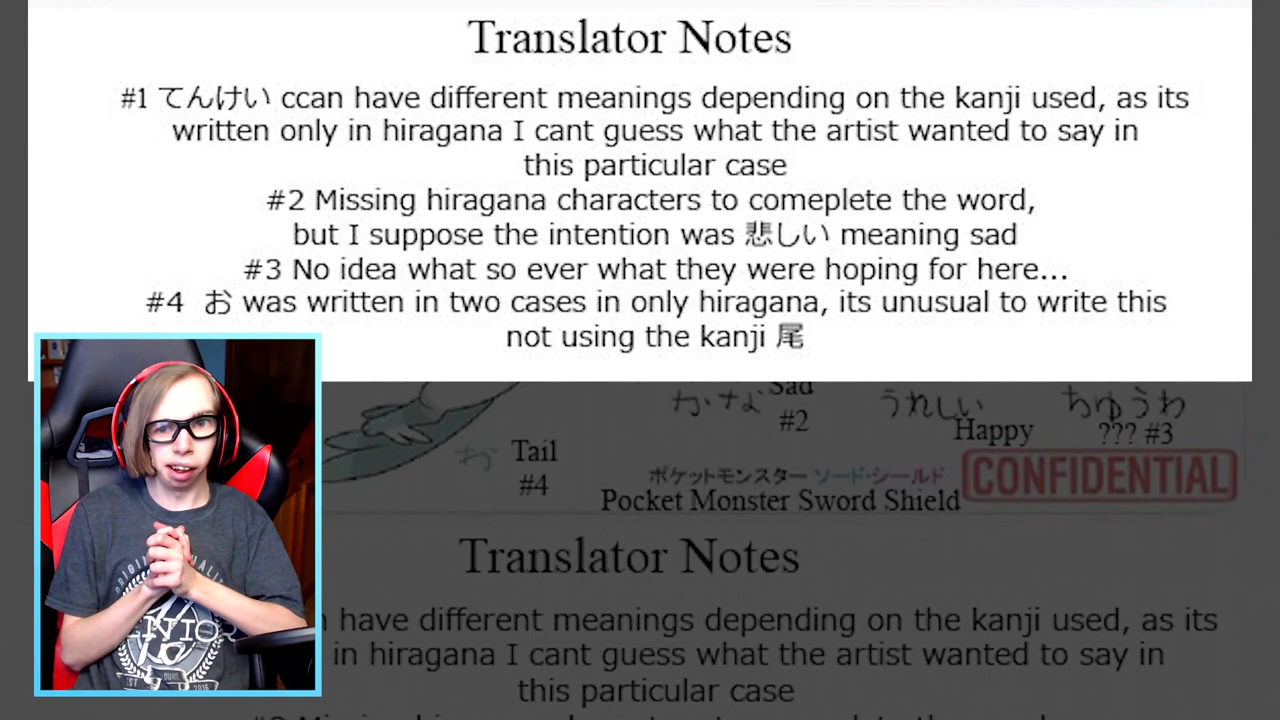 Translator Notes
#1 てんけい ccan have different meanings depending on the kanji used, as its
written only in hiragana I cant guess what the artist wanted to say in
this particular case
#2 Missing hiragana characters to comeplete the word,
but I suppose the intention was 悲しい meaning sad
#3 No idea what so ever what they were hoping for here...
#4 お was written in two cases in only hiragana, its unusual to write this
not using the kanji 尾
かな Sad
#2
うれしい
Happy
ちゅうわ
??? #3
お Tail
#4
ポケットモンスター ソード・シールド
Pocket Monster Sword Shield
CONFIDENTIAL
Translator Notes
have different meanings depending on the kanji used, as its
in hiragana I cant guess what the artist wanted to say in
this particular case